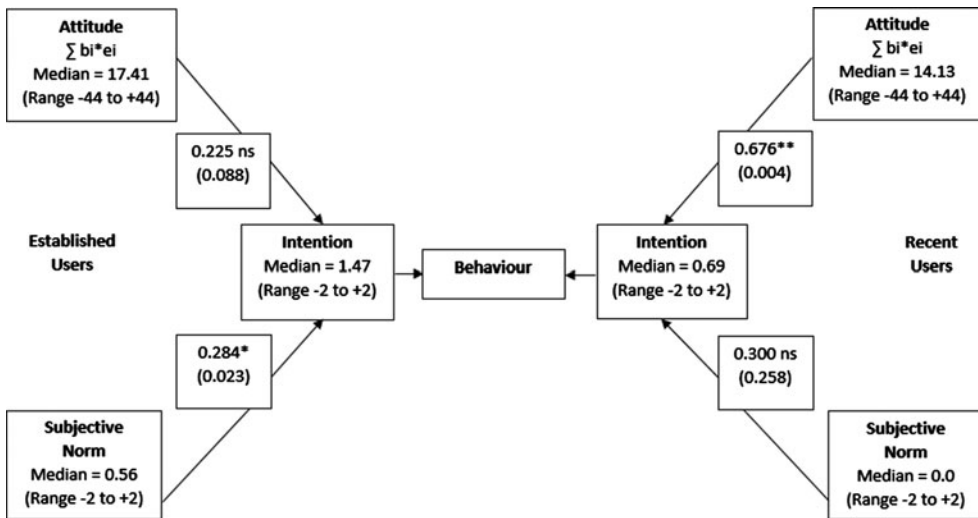 Attitude
∑ bi*ei
Median = 17.41
(Range -44 to +44)
0.225 ns
(0.088)
Established
Users
Intention
Median = 1.47
(Range -2 to +2)
0.284*
(0.023)
Subjective
Norm
Median = 0.56
(Range -2 to +2)
Behaviour
Attitude
∑ bi*ei
Median = 14.13
(Range -44 to +44)
0.676**
(0.004)
Intention
Median = 0.69
(Range -2 to +2)
Recent
Users
0.300 ns
(0.258)
Subjective
Norm
Median = 0.0
(Range -2 to +2)